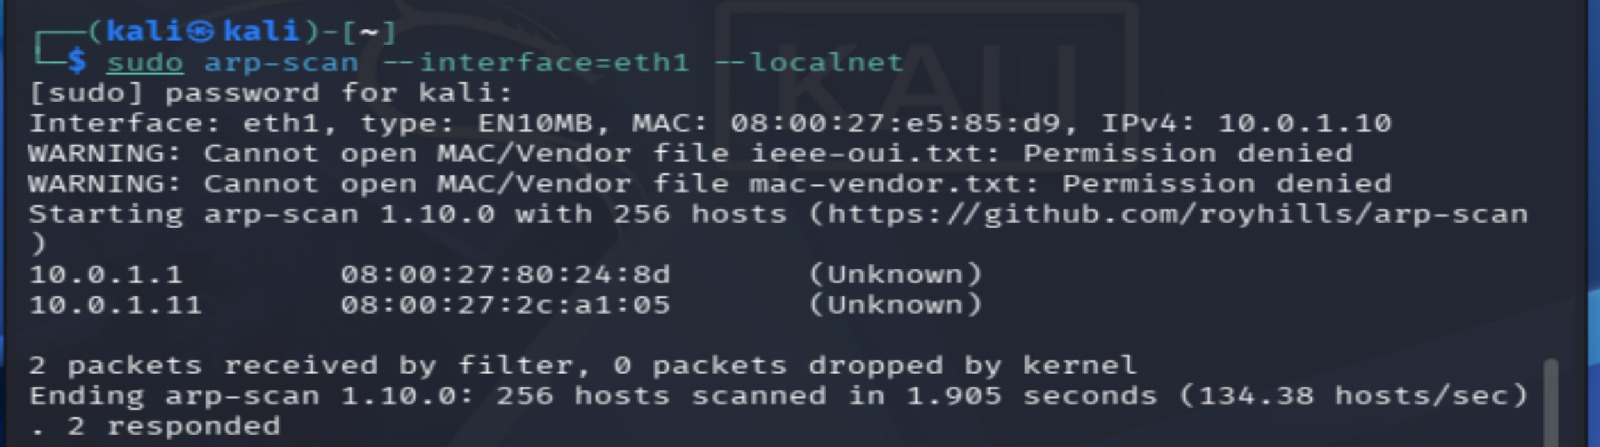 ┌──(kali㉿kali)-[~]
└─$ sudo arp-scan --interface=eth1 --localnet
[sudo] password for kali:
Interface: eth1, type: EN10MB, MAC: 08:00:27:e5:85:d9, IPv4: 10.0.1.10
WARNING: Cannot open MAC/Vendor file ieee-oui.txt: Permission denied
WARNING: Cannot open MAC/Vendor file mac-vendor.txt: Permission denied
Starting arp-scan 1.10.0 with 256 hosts (https://github.com/royhills/arp-scan
)
10.0.1.1        08:00:27:80:24:8d       (Unknown)
10.0.1.11       08:00:27:2c:a1:05       (Unknown)
2 packets received by filter, 0 packets dropped by kernel
Ending arp-scan 1.10.0: 256 hosts scanned in 1.905 seconds (134.38 hosts/sec)
. 2 responded
KALI